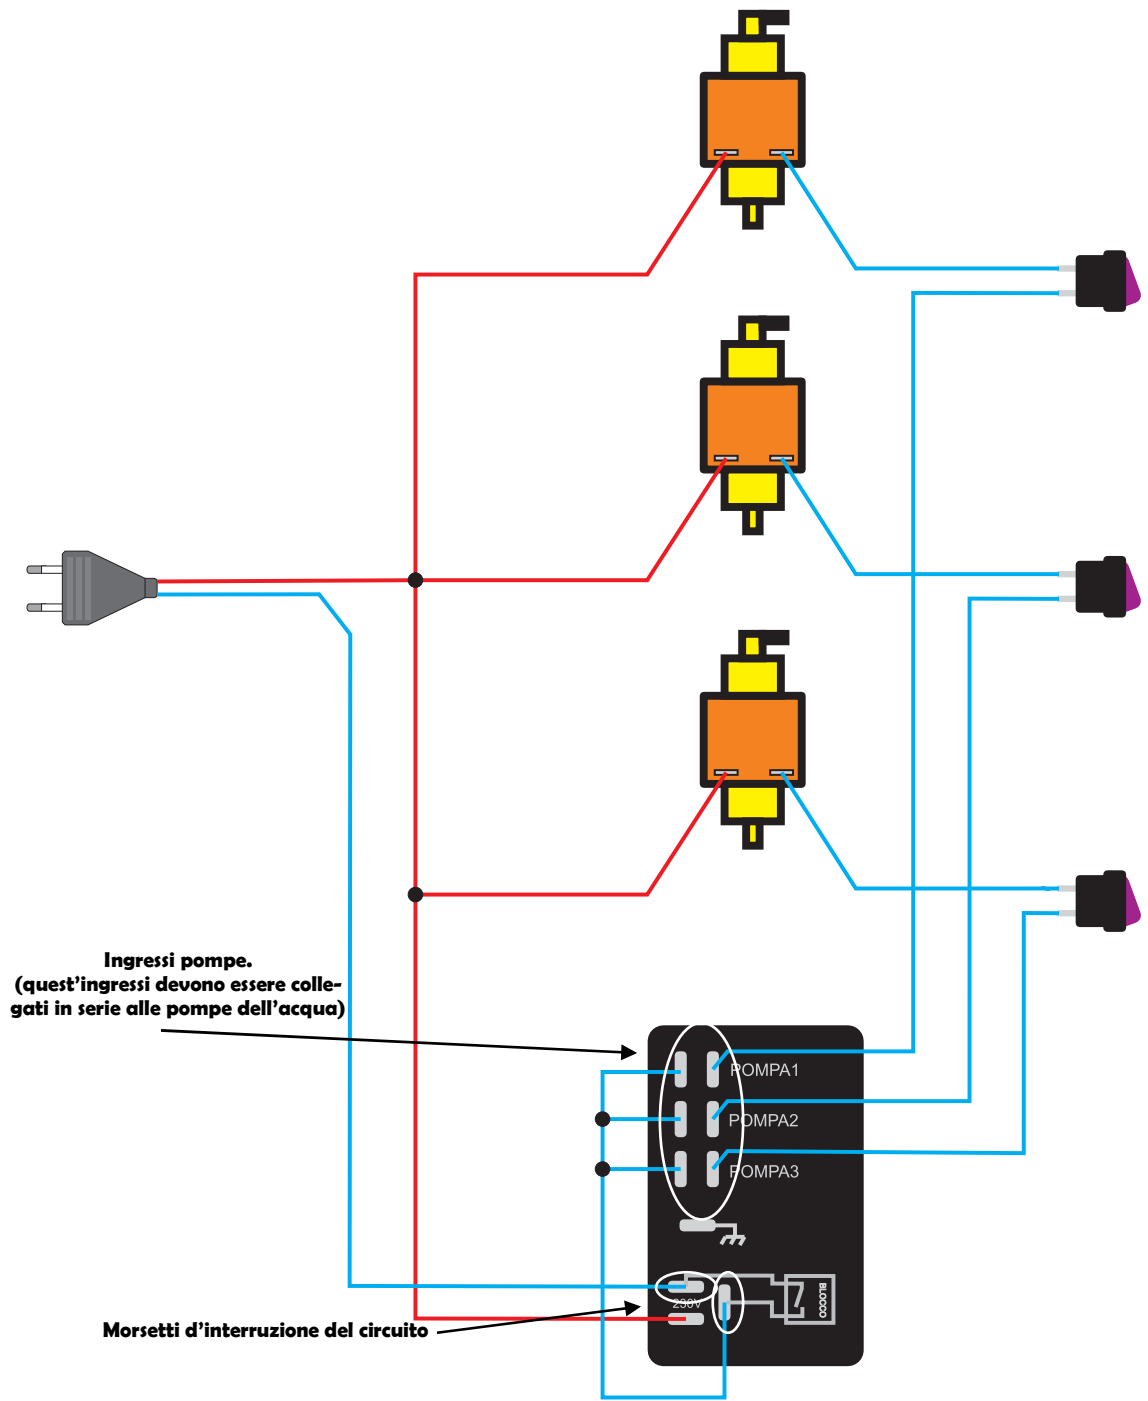 Ingressi pompe.
(quest'ingressi devono essere colle-
gati in serie alle pompe dell'acqua)
POMPA1
POMPA2
POMPA3
230V
BLOCCO
Morsetti d'interruzione del circuito